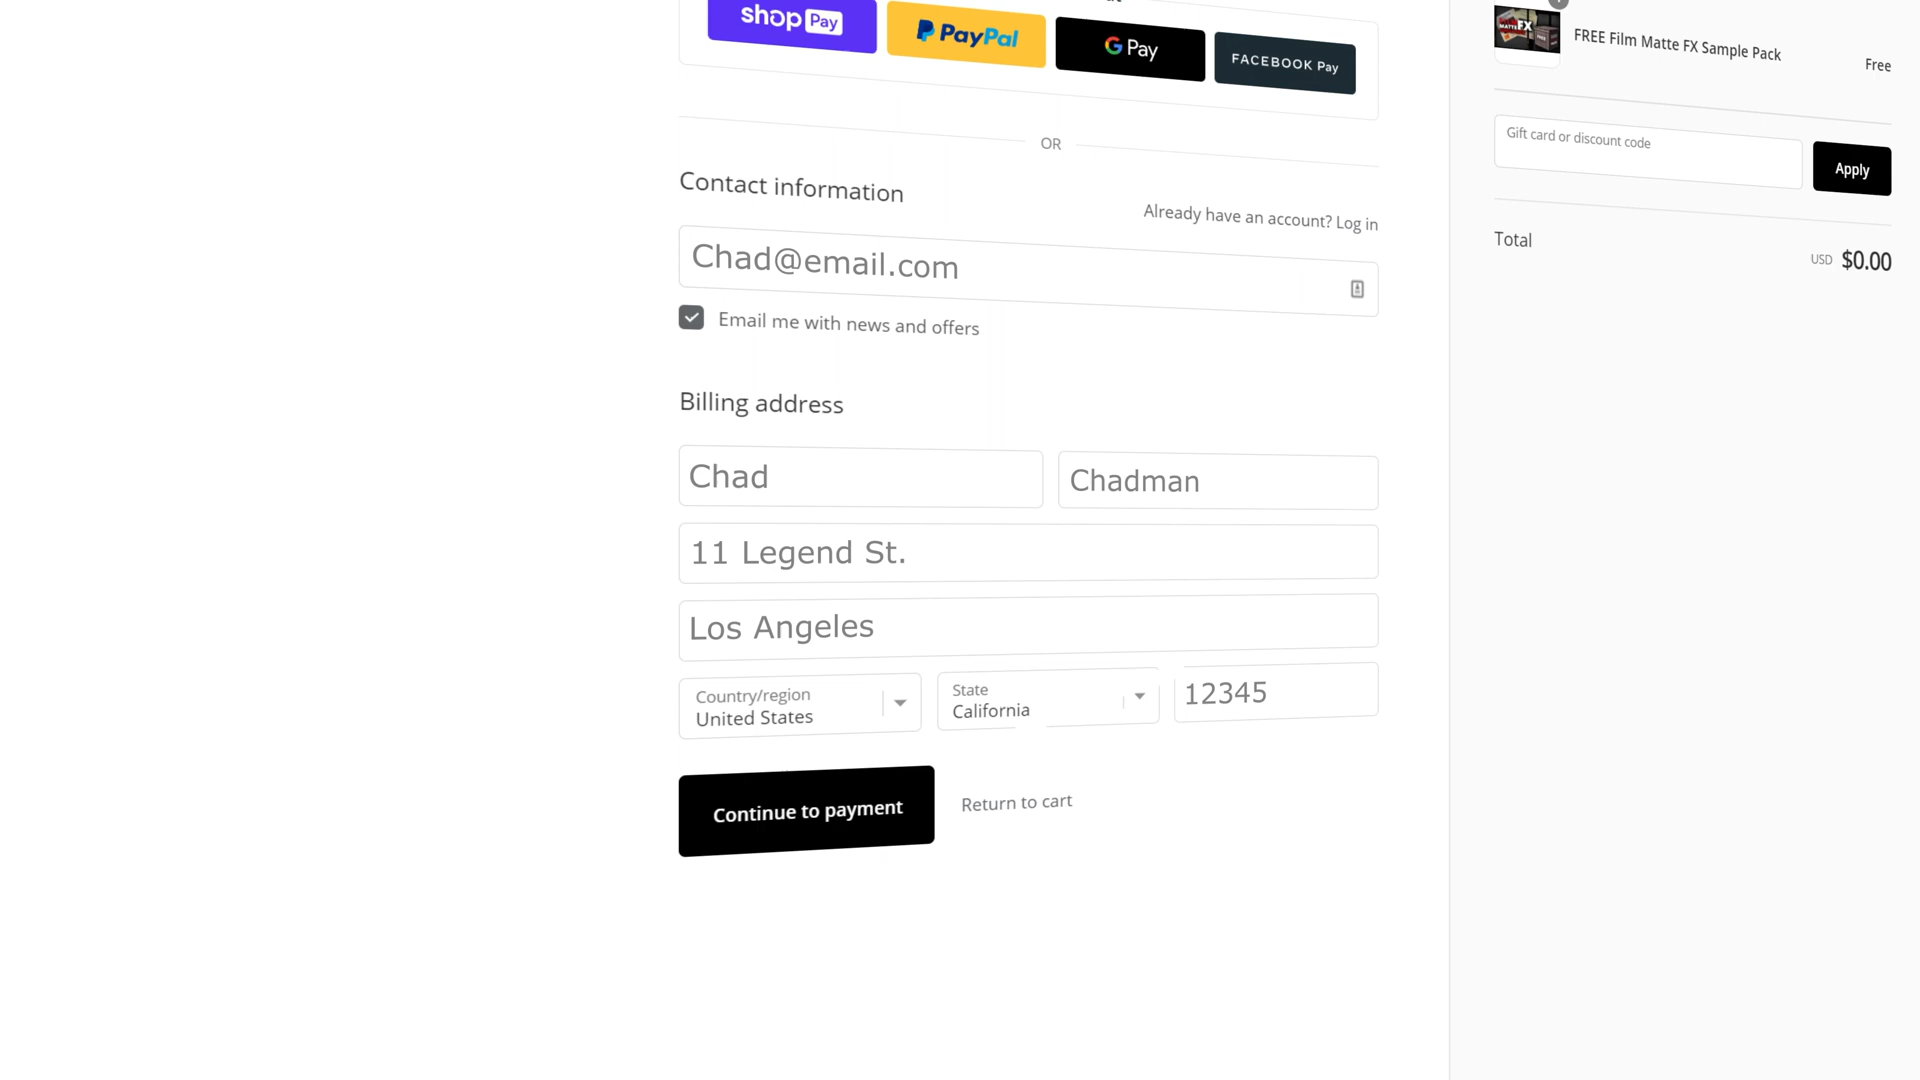 shop Pay
PayPal
G Pay
FACEBOOK Pay
OR
Contact information
Already have an account? Log in
Chad@email.com
Email me with news and offers
Billing address
Chad
Chadman
11 Legend St.
Los Angeles
Country/region
United States
State
California
12345
Continue to payment
Return to cart
FREE Film Matte FX Sample Pack
Free
Gift card or discount code
Apply
Total
USD $0.00